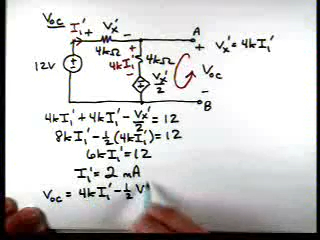 Voc
I₁' + Vx' -
4kΩ
A
+ Vx' = 4kI₁'
12V
+
4kI₁'
-
4kΩ
Vx'/2
Voc
-
B
4kI₁' + 4kI₁' - Vx'/2 = 12
8kI₁' - 1/2 (4kI₁') = 12
6kI₁' = 12
I₁' = 2 mA
Voc = 4kI₁' - 1/2 V